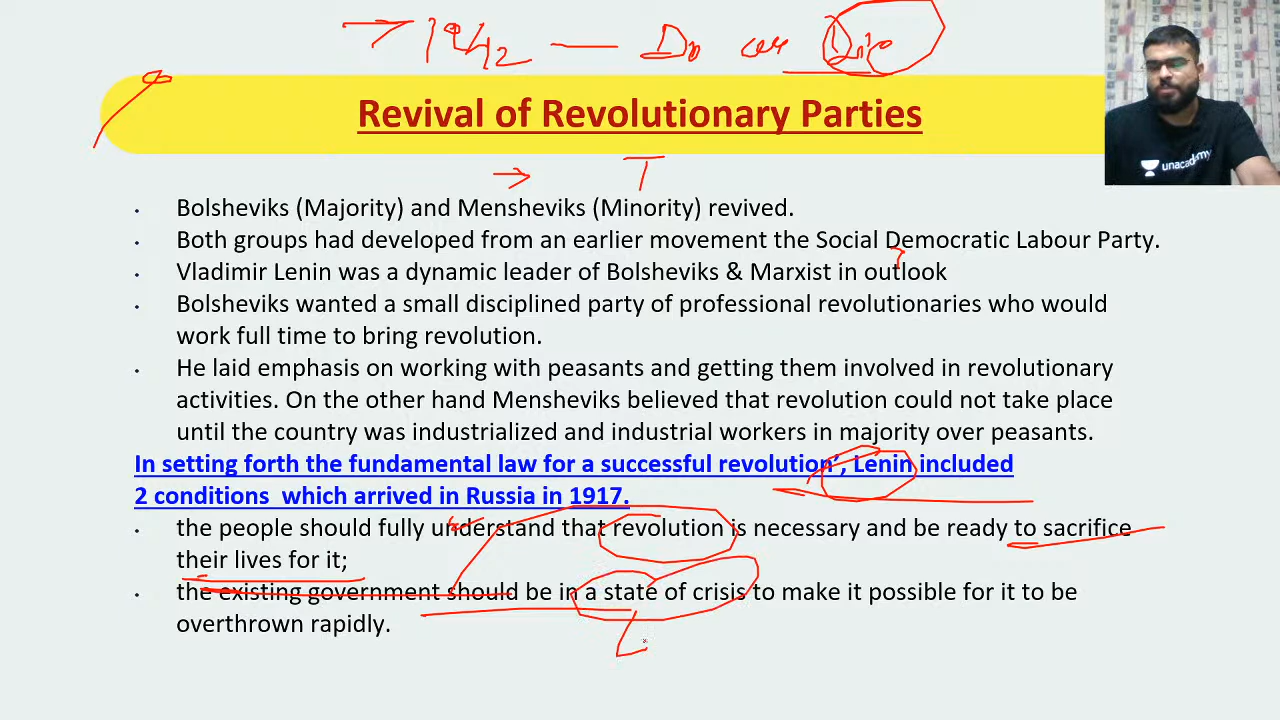 → 1942 — Do or Die
Revival of Revolutionary Parties
unacademy
→ T
• Bolsheviks (Majority) and Mensheviks (Minority) revived.
• Both groups had developed from an earlier movement the Social Democratic Labour Party.
• Vladimir Lenin was a dynamic leader of Bolsheviks & Marxist in outlook
• Bolsheviks wanted a small disciplined party of professional revolutionaries who would
work full time to bring revolution.
• He laid emphasis on working with peasants and getting them involved in revolutionary
activities. On the other hand Mensheviks believed that revolution could not take place
until the country was industrialized and industrial workers in majority over peasants.
In setting forth the fundamental law for a successful revolution’, Lenin included
2 conditions which arrived in Russia in 1917.
• the people should fully understand that revolution is necessary and be ready to sacrifice
their lives for it;
• the existing government should be in a state of crisis to make it possible for it to be
overthrown rapidly.